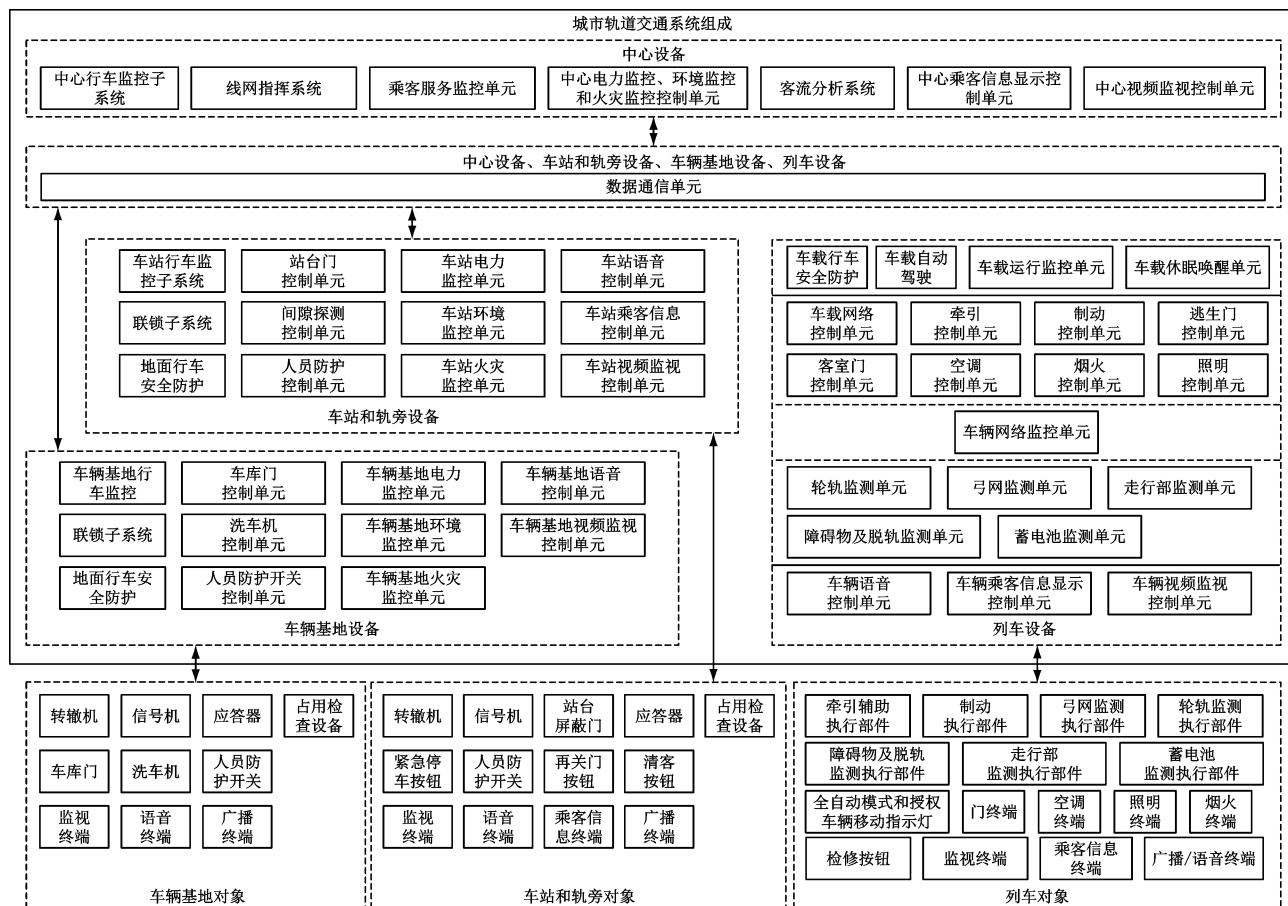 城市轨道交通系统组成
中心设备
中心行车监控子
系统
线网指挥系统
乘客服务监控单元
中心电力监控、环境监控
和火灾监控控制单元
客流分析系统
中心乘客信息显示控
制单元
中心视频监视控制单元
中心设备、车站和轨旁设备、车辆基地设备、列车设备
数据通信单元
车站行车监
控子系统
站台门
控制单元
车站电力
监控单元
车站语音
控制单元
联锁子系统
间隙探测
控制单元
车站环境
监控单元
车站乘客信息
控制单元
地面行车
安全防护
人员防护
控制单元
车站火灾
监控单元
车站视频监视
控制单元
车站和轨旁设备
车辆基地行
车监控
车库门
控制单元
车辆基地电力
监控单元
车辆基地语音
控制单元
联锁子系统
洗车机
控制单元
车辆基地环境
监控单元
车辆基地视频监视
控制单元
地面行车安
全防护
人员防护开关
控制单元
车辆基地火灾
监控单元
车辆基地设备
车载行车
安全防护
车载自动
驾驶
车载运行监控单元
车载休眠唤醒单元
车载网络
控制单元
牵引
控制单元
制动
控制单元
逃生门
控制单元
客室门
控制单元
空调
控制单元
烟火
控制单元
照明
控制单元
车辆网络监控单元
轮轨监测单元
弓网监测单元
走行部监测单元
障碍物及脱轨监测单元
蓄电池监测单元
车辆语音
控制单元
车辆乘客信息显示
控制单元
车辆视频监视
控制单元
列车设备
转辙机
信号机
应答器
占用检
查设备
车库门
洗车机
人员防
护开关
监视
终端
语音
终端
广播
终端
车辆基地对象
转辙机
信号机
站台
屏蔽门
应答器
占用检
查设备
紧急停
车按钮
人员防
护开关
再关门
按钮
清客
按钮
监视
终端
语音
终端
乘客信
息终端
广播
终端
车站和轨旁对象
牵引辅助
执行部件
制动
执行部件
弓网监测
执行部件
轮轨监测
执行部件
障碍物及脱轨
监测执行部件
走行部
监测执行部件
蓄电池
监测执行部件
全自动模式和授权
车辆移动指示灯
门终端
空调
终端
照明
终端
烟火
终端
检修按钮
监视终端
乘客信息
终端
广播/语音终端
列车对象